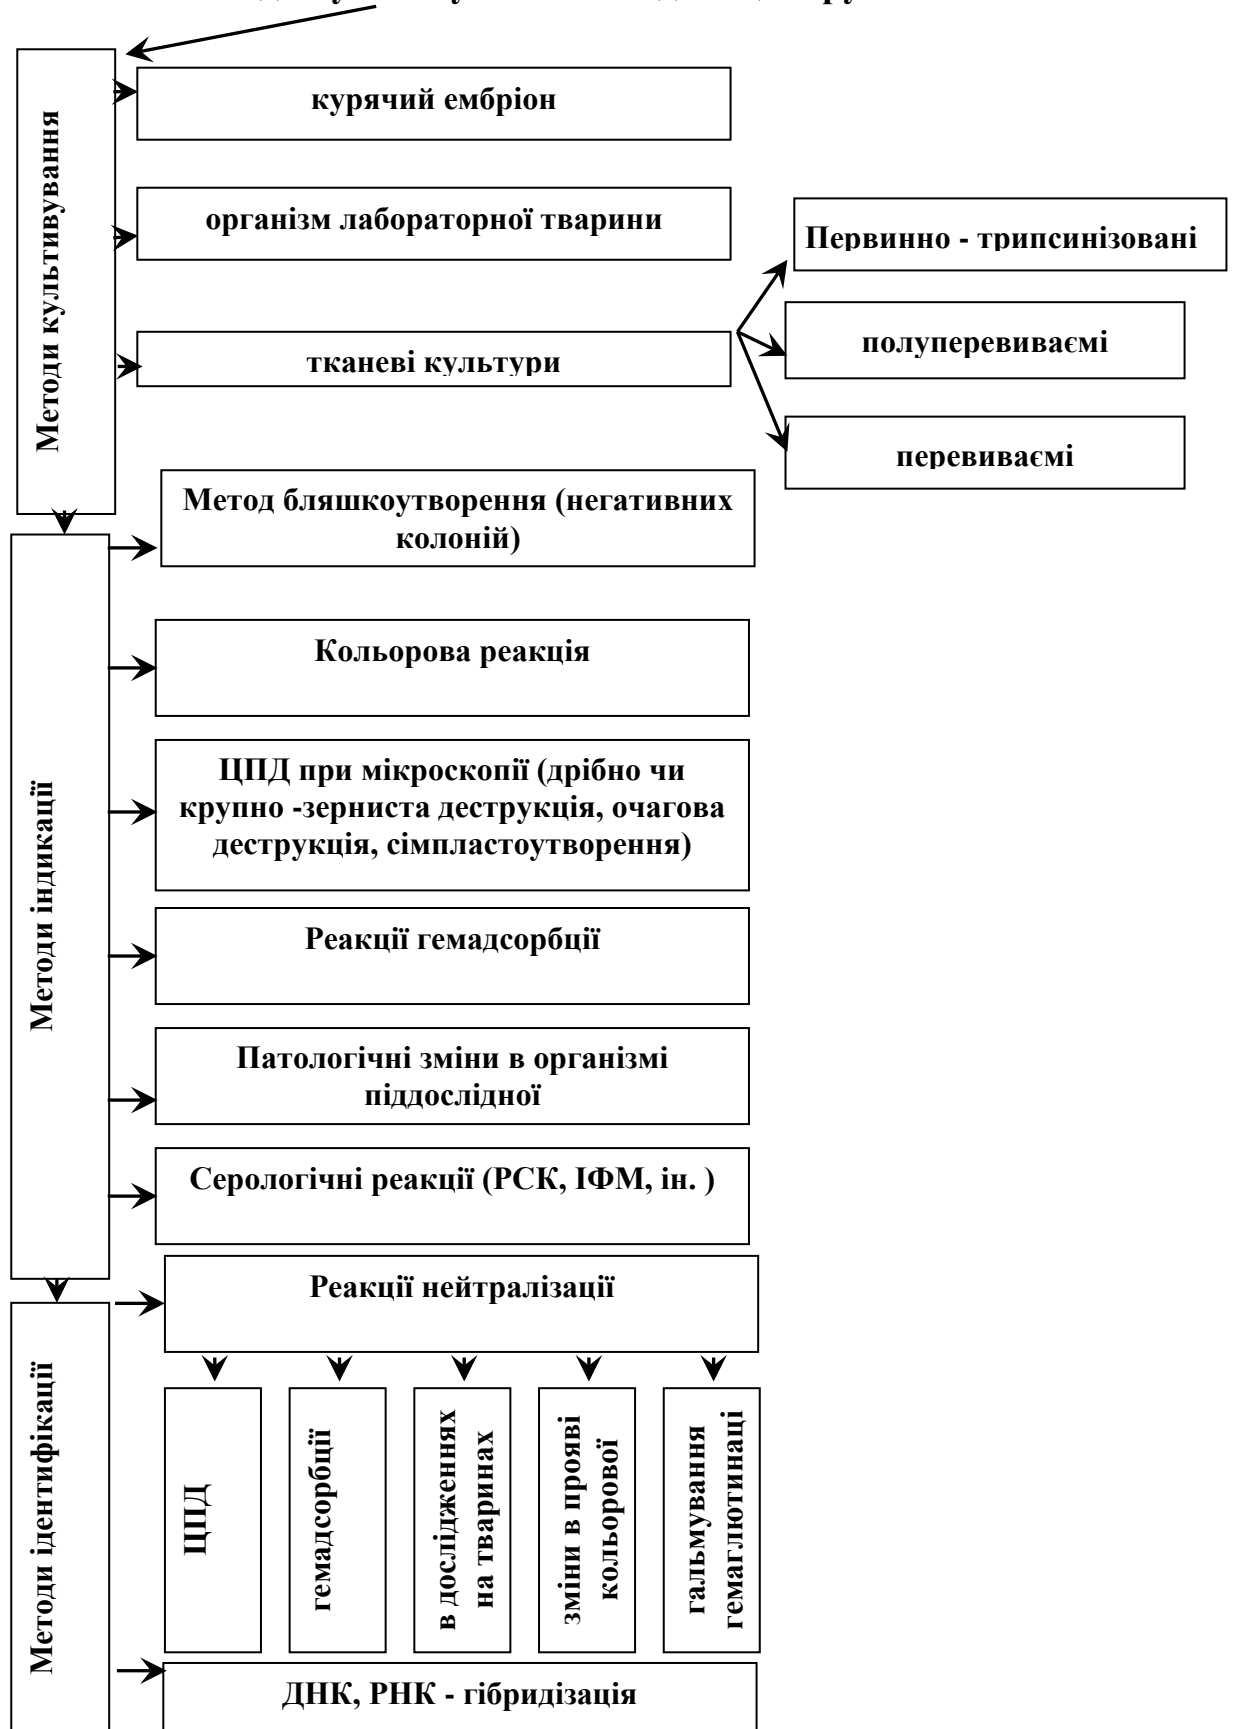 Методи культивування
курячий ембріон
організм лабораторної тварини
тканеві культури
Первинно - трипсинізовані
полуперевиваємі
перевиваємі
Методи індикації
Метод бляшкоутворення (негативних
колоній)
Кольорова реакція
ЦПД при мікроскопії (дрібно чи
крупно -зерниста деструкція, очагова
деструкція, сімпластоутворення)
Реакції гемадсорбції
Патологічні зміни в організмі
піддослідної
Серологічні реакції (РСК, ІФМ, ін. )
Методи ідентифікації
Реакції нейтралізації
ЦПД
гемадсорбції
в дослідженнях
на тваринах
зміни в прояві
кольорової
гальмування
гемаглютинаці
ДНК, РНК - гібридізація